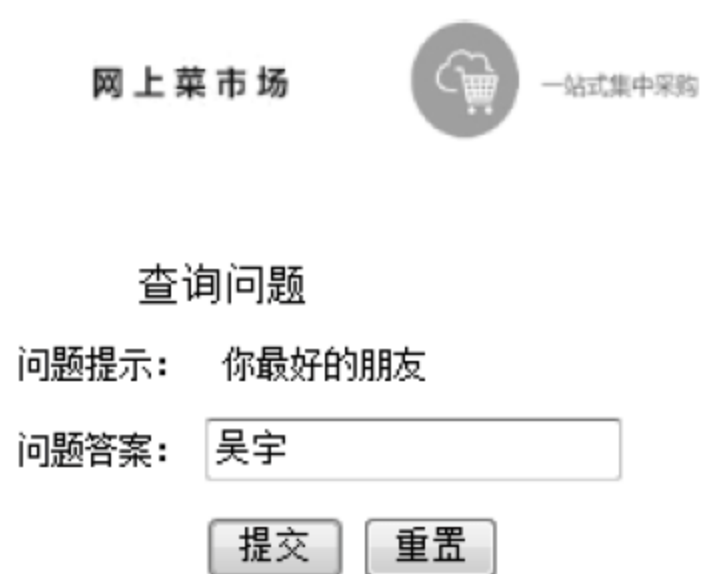 网上菜市场 一站式集中采购
查询问题
问题提示： 你最好的朋友
问题答案： 吴宇
提交 重置